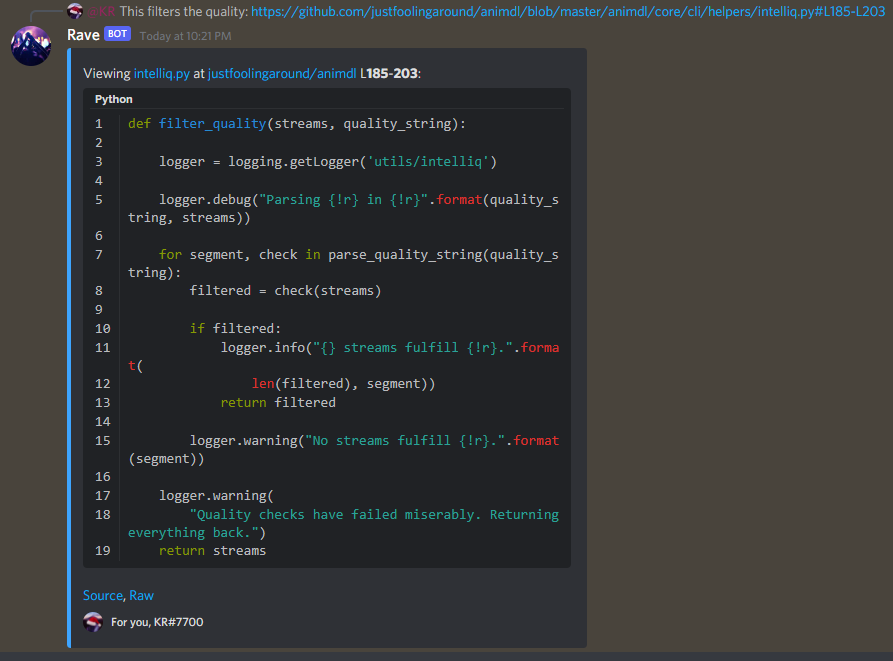 @KR This filters the quality: https://github.com/justfoolingaround/animdl/blob/master/animdl/core/cli/helpers/intelliq.py#L185-L203
Rave BOT Today at 10:21 PM
Viewing intelliq.py at justfoolingaround/animdl L185-203:
Python
1 def filter_quality(streams, quality_string):
2
3     logger = logging.getLogger('utils/intelliq')
4
5     logger.debug("Parsing {!r} in {!r}".format(quality_s
tring, streams))
6
7     for segment, check in parse_quality_string(quality_s
tring):
8         filtered = check(streams)
9
10         if filtered:
11             logger.info("{} streams fulfill {!r}.".forma
t(
12                 len(filtered), segment))
13             return filtered
14
15         logger.warning("No streams fulfill {!r}.".format
(segment))
16
17     logger.warning(
18         "Quality checks have failed miserably. Returning
everything back.")
19     return streams
Source, Raw
For you, KR#7700